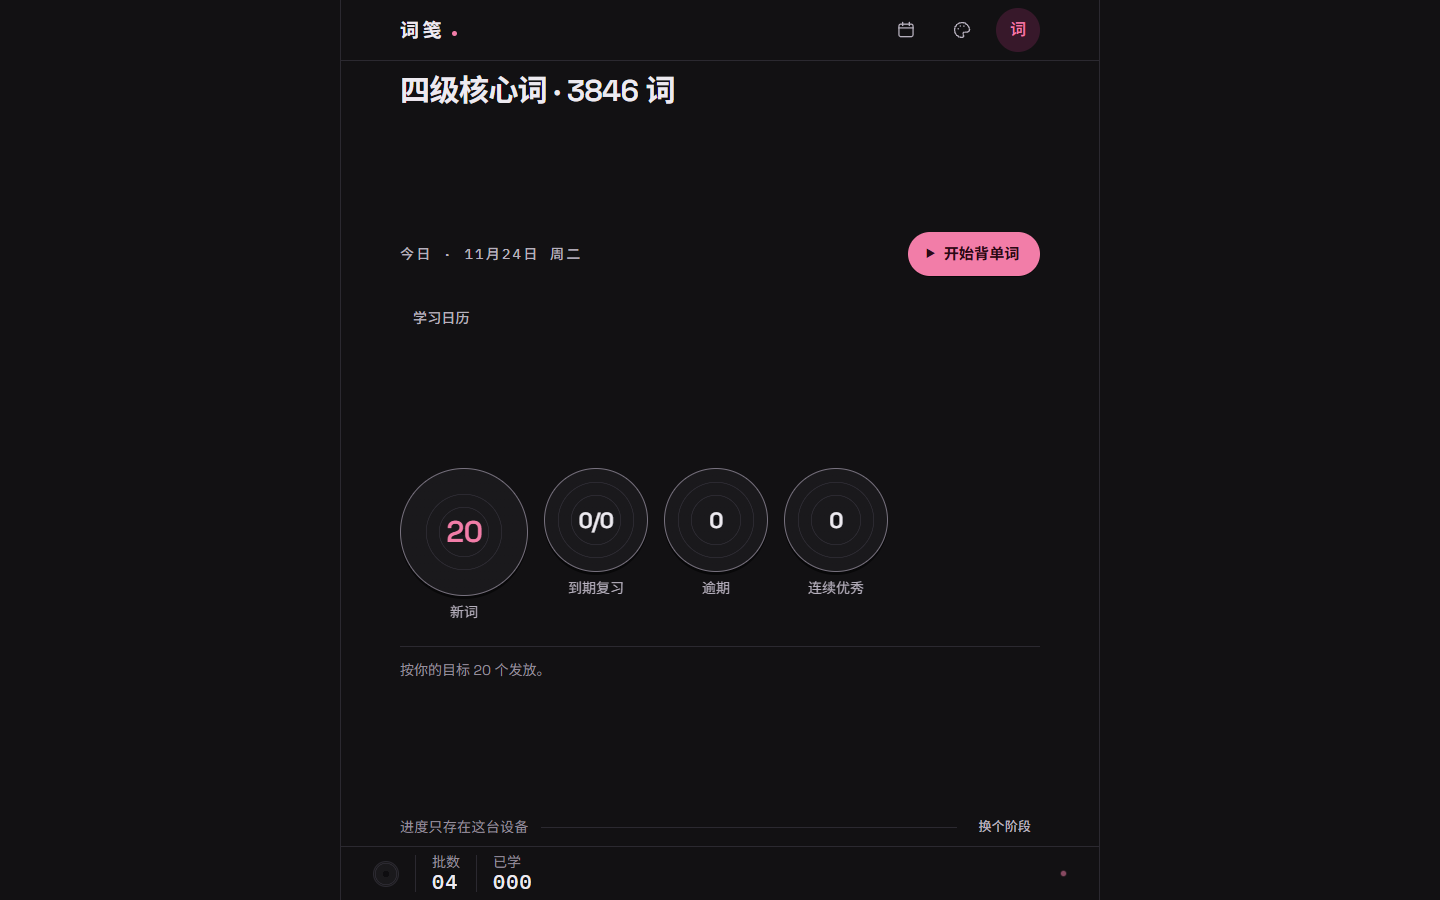 词笺
词
四级核心词 · 3846 词
今日 · 11月24日 周二
开始背单词
学习日历
20
新词
0/0
到期复习
0
逾期
0
连续优秀
按你的目标 20 个发放。
进度只存在这台设备
换个阶段
批数
04
已学
000